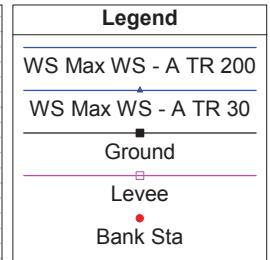 Legend
WS Max WS - A TR 200
WS Max WS - A TR 30
Ground
Levee
Bank Sta